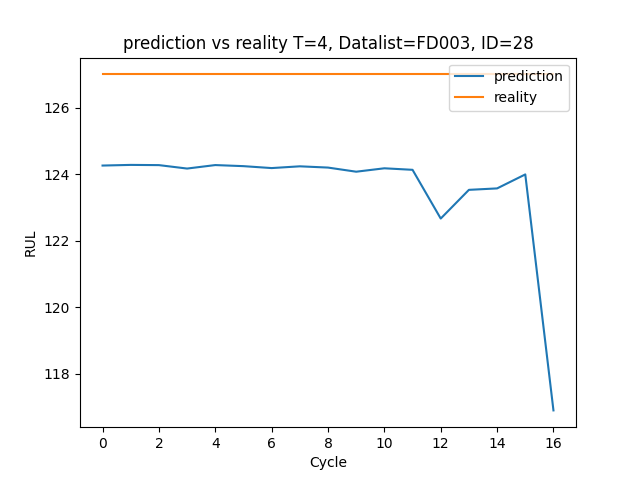 prediction vs reality T=4, Datalist=FD003, ID=28
prediction
reality
126
124
122
120
118
RUL
0 2 4 6 8 10 12 14 16
Cycle